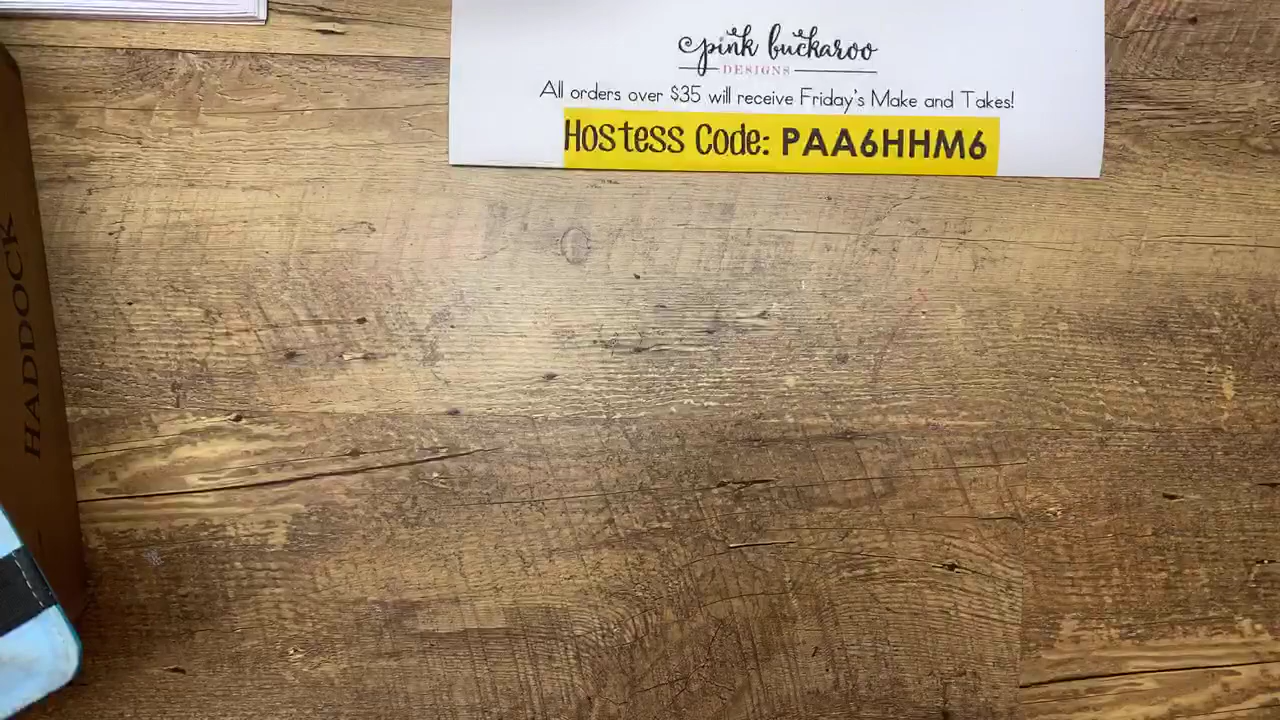 pink buckaroo
DESIGNS
All orders over $35 will receive Friday's Make and Takes!
Hostess Code: PAA6HHM6
HADDOCK